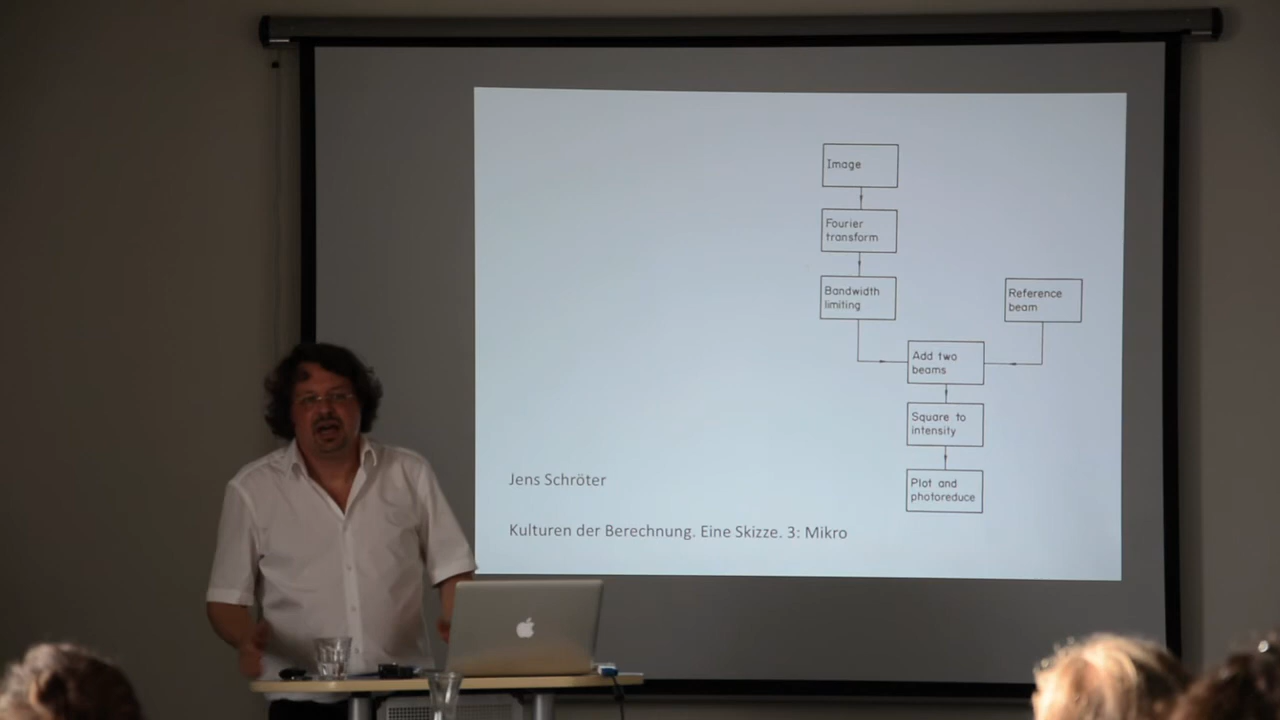 Image
Fourier
transform
Bandwidth
limiting
Reference
beam
Add two
beams
Square to
intensity
Plot and
photoreduce
Jens Schröter
Kulturen der Berechnung. Eine Skizze. 3: Mikro